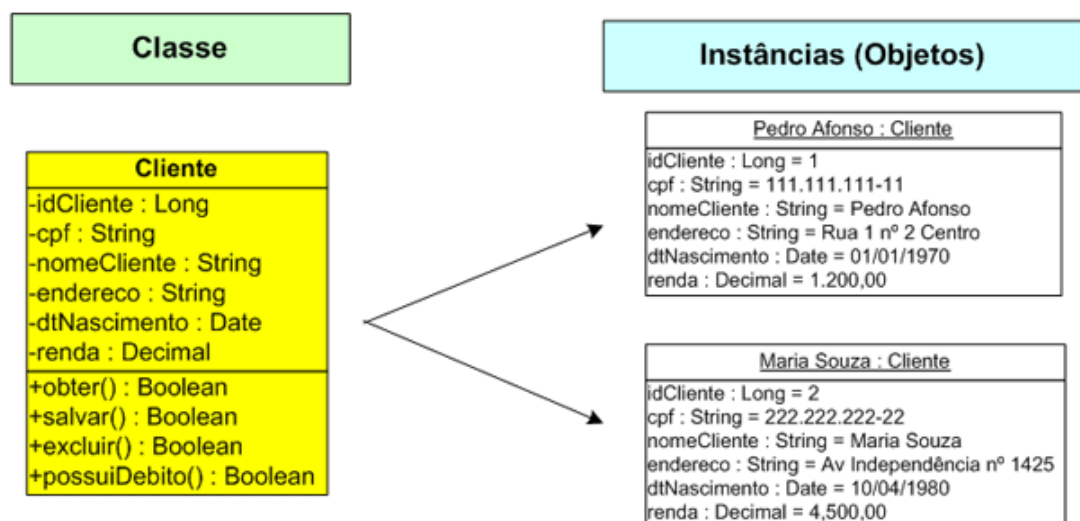 Classe
Instâncias (Objetos)
Cliente
-idCliente : Long
-cpf : String
-nomeCliente : String
-endereco : String
-dtNascimento : Date
-renda : Decimal
+obter() : Boolean
+salvar() : Boolean
+excluir() : Boolean
+possuiDebito() : Boolean
Pedro Afonso : Cliente
idCliente : Long = 1
cpf : String = 111.111.111-11
nomeCliente : String = Pedro Afonso
endereco : String = Rua 1 nº 2 Centro
dtNascimento : Date = 01/01/1970
renda : Decimal = 1.200,00
Maria Souza : Cliente
idCliente : Long = 2
cpf : String = 222.222.222-22
nomeCliente : String = Maria Souza
endereco : String = Av Independência nº 1425
dtNascimento : Date = 10/04/1980
renda : Decimal = 4,500,00